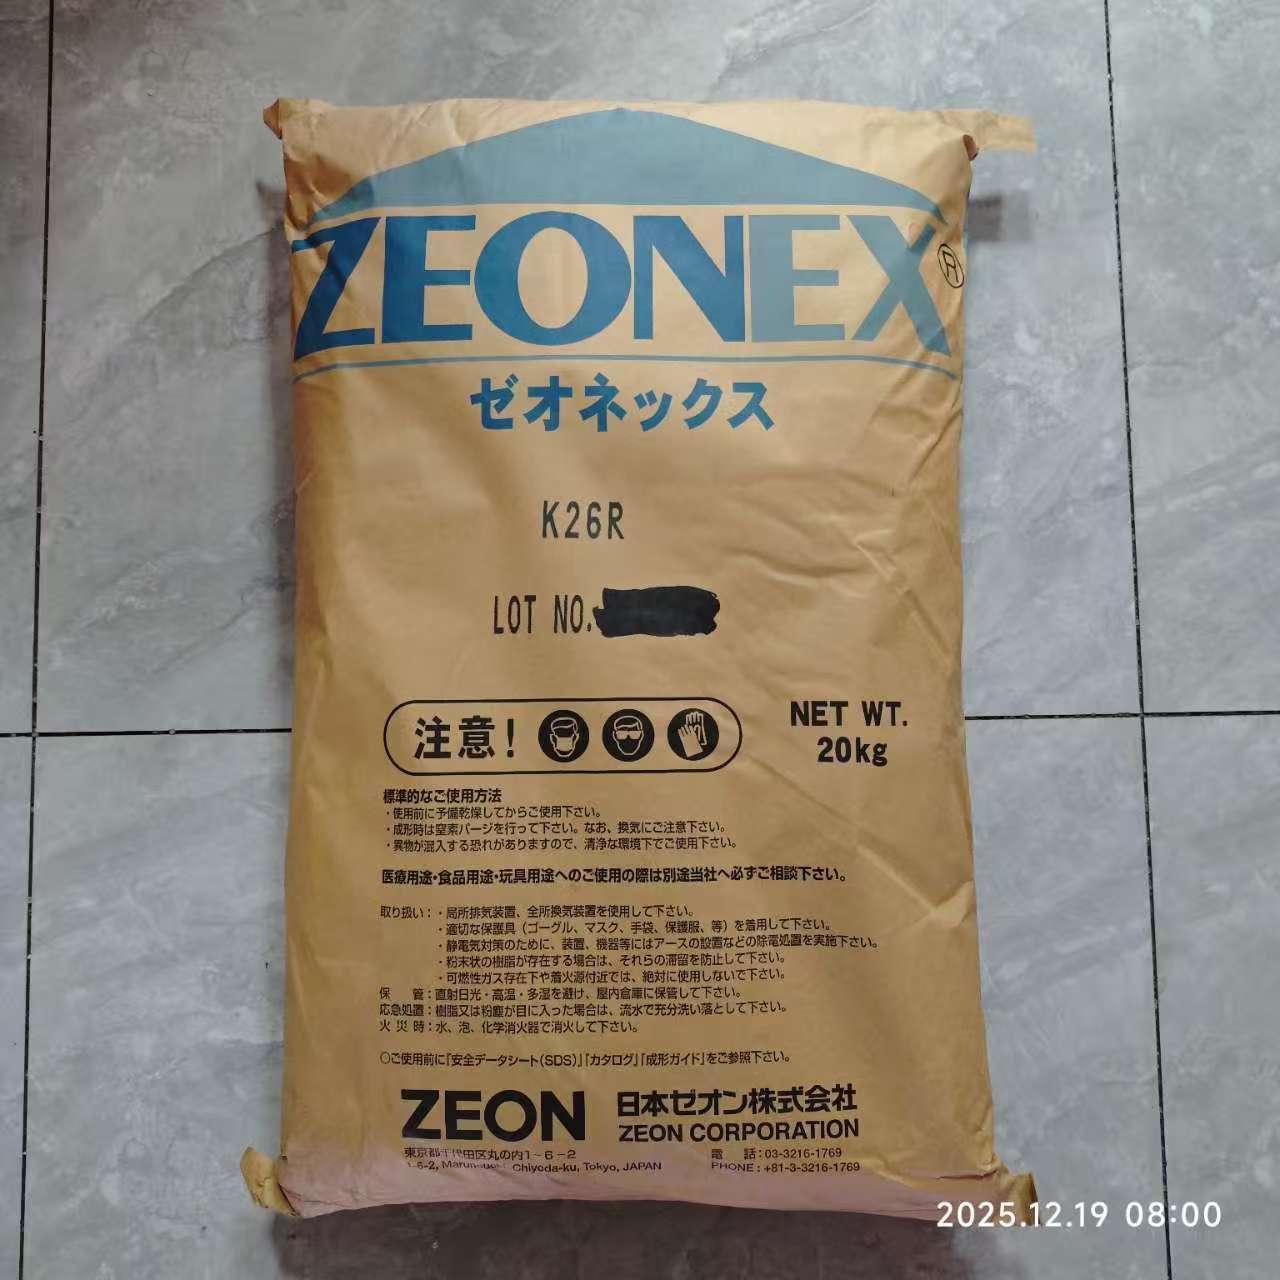 ZEONEX®
ゼオネックス
K26R
LOT NO.
注意!
NET WT.
20kg
標準的なご使用方法
・使用前に予備乾燥してからご使用下さい。
・成形時は窒素パージを行って下さい。なお、換気にご注意下さい。
・異物が混入する恐れがありますので、清浄な環境下でご使用下さい。
医療用途・食品用途・玩具用途へのご使用の際は別途当社へ必ずご相談下さい。
取り扱い:・局所排気装置、全所換気装置を使用して下さい。
・適切な保護具(ゴーグル、マスク、手袋、保護服、等)を着用して下さい。
・静電気対策のために、装置、機器等にはアースの設置などの除電処置を実施下さい。
・粉末状の樹脂が存在する場合は、それらの滞留を防止して下さい。
・可燃性ガス存在下や着火源付近では、絶対に使用しないで下さい。
保 管:直射日光・高温・多湿を避け、屋内倉庫に保管して下さい。
応急処置:樹脂又は粉塵が目に入った場合は、流水で充分洗い落として下さい。
火 災 時:水、泡、化学消火器で消火して下さい。
○ご使用前に「安全データシート(SDS)」「カタログ」「成形ガイド」をご参照下さい。
ZEON
日本ゼオン株式会社
ZEON CORPORATION
東京都千代田区丸の内1-6-2
1-6-2, Marunouchi, Chiyoda-ku, Tokyo, JAPAN
電 話:03-3216-1769
PHONE:+81-3-3216-1769
2025.12.19 08:00